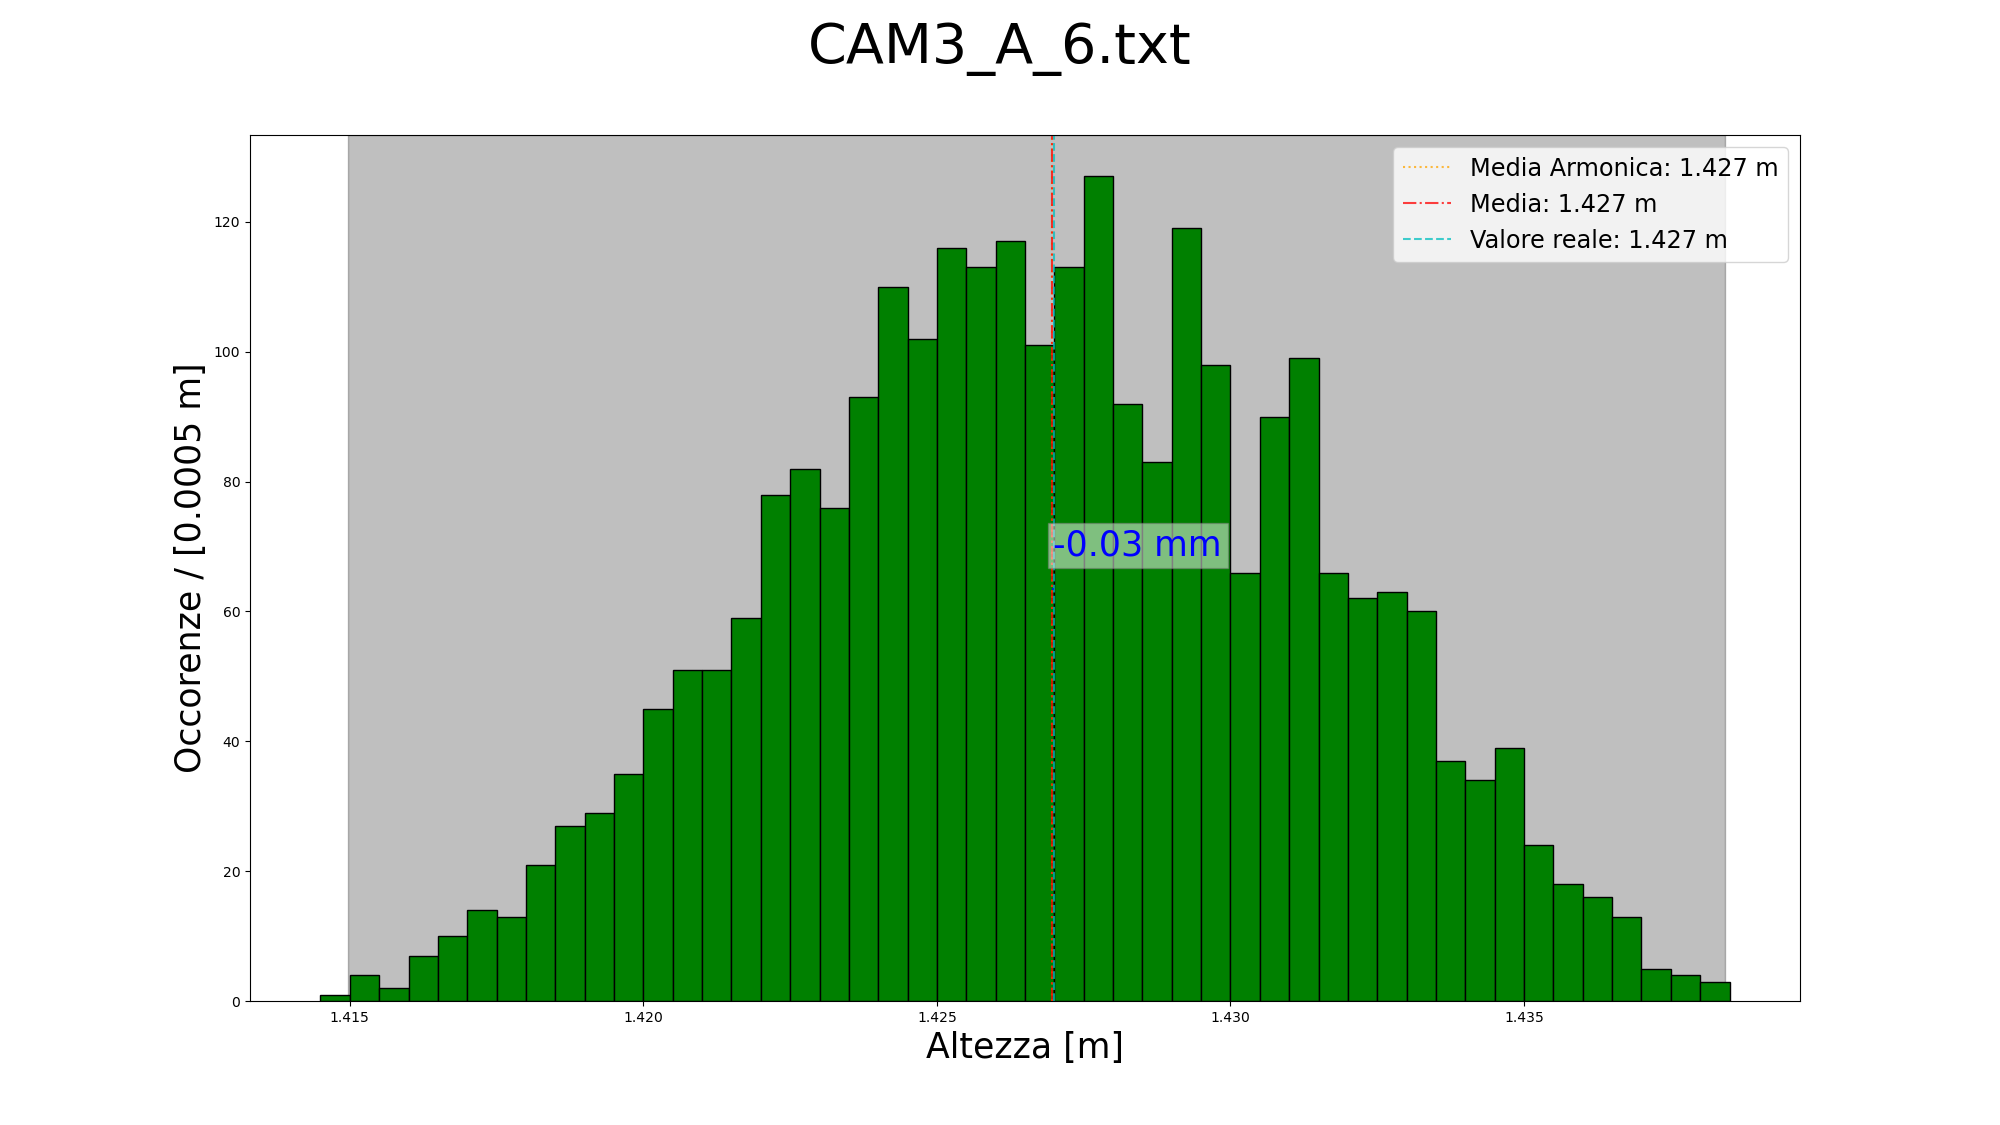 CAM3_A_6.txt
Media Armonica: 1.427 m
Media: 1.427 m
Valore reale: 1.427 m
Occorenze / [0.0005 m]
120
100
80
60
40
20
0
-0.03 mm
1.415 1.420 1.425 1.430 1.435
Altezza [m]